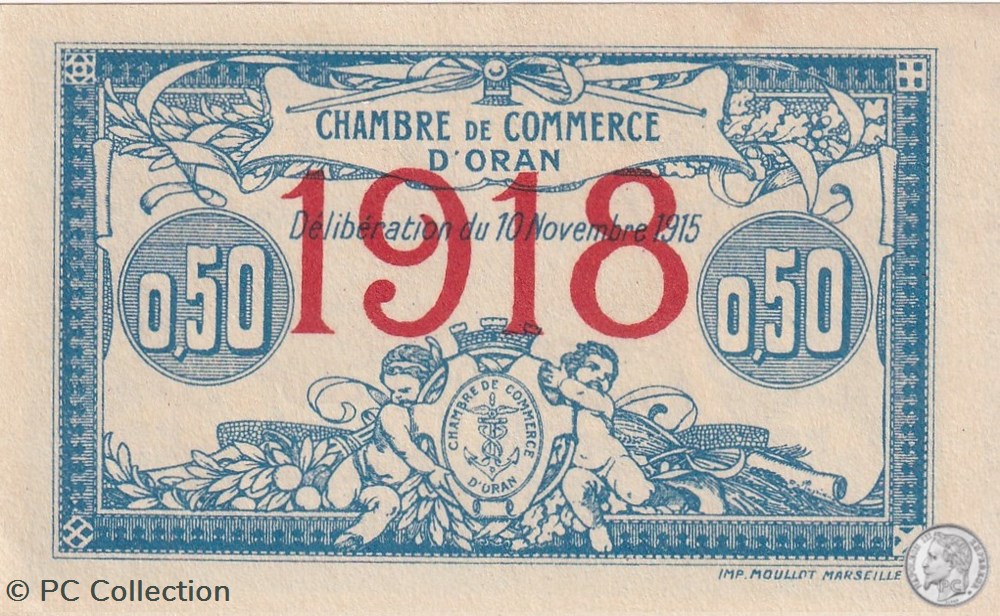 CHAMBRE DE COMMERCE
D'ORAN
1918
Délibération du 10 Novembre 1915
0,50
0,50
CHAMBRE DE COMMERCE
D'ORAN
IMP. MOULLOT MARSEILLE
© PC Collection
PC